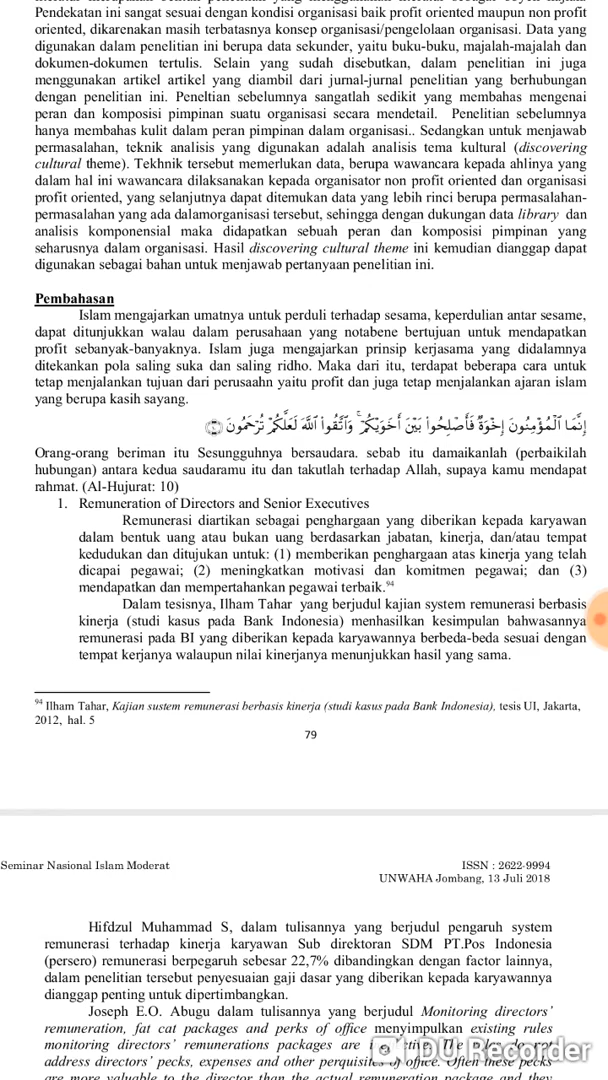 Pendekatan ini sangat sesuai dengan kondisi organisasi baik profit oriented maupun non profit
oriented, dikarenakan masih terbatasnya konsep organisasi/pengelolaan organisasi. Data yang
digunakan dalam penelitian ini berupa data sekunder, yaitu buku-buku, majalah-majalah dan
dokumen-dokumen tertulis. Selain yang sudah disebutkan, dalam penelitian ini juga
menggunakan artikel artikel yang diambil dari jurnal-jurnal penelitian yang berhubungan
dengan penelitian ini. Peneltian sebelumnya sangatlah sedikit yang membahas mengenai
peran dan komposisi pimpinan suatu organisasi secara mendetail. Penelitian sebelumnya
hanya membahas kulit dalam peran pimpinan dalam organisasi.. Sedangkan untuk menjawab
permasalahan, teknik analisis yang digunakan adalah analisis tema kultural (discovering
cultural theme). Tekhnik tersebut memerlukan data, berupa wawancara kepada ahlinya yang
dalam hal ini wawancara dilaksanakan kepada organisator non profit oriented dan organisasi
profit oriented, yang selanjutnya dapat ditemukan data yang lebih rinci berupa permasalahan-
permasalahan yang ada dalamorganisasi tersebut, sehingga dengan dukungan data library dan
analisis komponensial maka didapatkan sebuah peran dan komposisi pimpinan yang
seharusnya dalam organisasi. Hasil discovering cultural theme ini kemudian dianggap dapat
digunakan sebagai bahan untuk menjawab pertanyaan penelitian ini.
Pembahasan
Islam mengajarkan umatnya untuk perduli terhadap sesama, keperdulian antar sesame,
dapat ditunjukkan walau dalam perusahaan yang notabene bertujuan untuk mendapatkan
profit sebanyak-banyaknya. Islam juga mengajarkan prinsip kerjasama yang didalamnya
ditekankan pola saling suka dan saling ridho. Maka dari itu, terdapat beberapa cara untuk
tetap menjalankan tujuan dari perusaahn yaitu profit dan juga tetap menjalankan ajaran islam
yang berupa kasih sayang.
إِنَّمَا ٱلْمُؤْمِنُونَ إِخْوَةٌ فَأَصْلِحُوا۟ بَيْنَ أَخَوَيْكُمْ ۚ وَٱتَّقُوا۟ ٱللَّهَ لَعَلَّكُمْ تُرْحَمُونَ ﴿١٠﴾
Orang-orang beriman itu Sesungguhnya bersaudara. sebab itu damaikanlah (perbaikilah
hubungan) antara kedua saudaramu itu dan takutlah terhadap Allah, supaya kamu mendapat
rahmat. (Al-Hujurat: 10)
1. Remuneration of Directors and Senior Executives
Remunerasi diartikan sebagai penghargaan yang diberikan kepada karyawan
dalam bentuk uang atau bukan uang berdasarkan jabatan, kinerja, dan/atau tempat
kedudukan dan ditujukan untuk: (1) memberikan penghargaan atas kinerja yang telah
dicapai pegawai; (2) meningkatkan motivasi dan komitmen pegawai; dan (3)
mendapatkan dan mempertahankan pegawai terbaik.94
Dalam tesisnya, Ilham Tahar yang berjudul kajian system remunerasi berbasis
kinerja (studi kasus pada Bank Indonesia) menhasilkan kesimpulan bahwasannya
remunerasi pada BI yang diberikan kepada karyawannya berbeda-beda sesuai dengan
tempat kerjanya walaupun nilai kinerjanya menunjukkan hasil yang sama.
94 Ilham Tahar, Kajian sustem remunerasi berbasis kinerja (studi kasus pada Bank Indonesia), tesis UI, Jakarta,
2012, hal. 5
79
Seminar Nasional Islam Moderat
ISSN : 2622-9994
UNWAHA Jombang, 13 Juli 2018
Hifdzul Muhammad S, dalam tulisannya yang berjudul pengaruh system
remunerasi terhadap kinerja karyawan Sub direktoran SDM PT.Pos Indonesia
(persero) remunerasi berpegaruh sebesar 22,7% dibandingkan dengan factor lainnya,
dalam penelitian tersebut penyesuaian gaji dasar yang diberikan kepada karyawannya
dianggap penting untuk dipertimbangkan.
Joseph E.O. Abugu dalam tulisannya yang berjudul Monitoring directors'
remuneration, fat cat packages and perks of office menyimpulkan existing rules
monitoring directors' remunerations packages are The do not
address directors' pecks, expenses and other perquisites of office. Often these pecks
are more valuable to the director than the actual remuneration package and they
DU Recorder